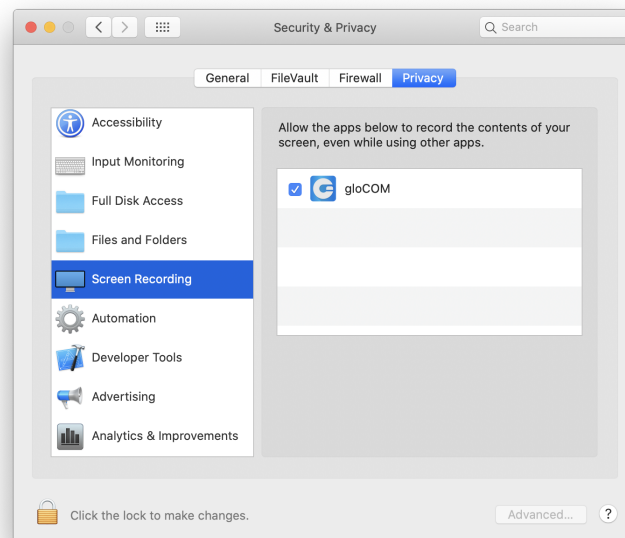 Security & Privacy
Search
General
FileVault
Firewall
Privacy
Accessibility
Input Monitoring
Full Disk Access
Files and Folders
Screen Recording
Automation
Developer Tools
Advertising
Analytics & Improvements
Allow the apps below to record the contents of your
screen, even while using other apps.
gloCOM
Click the lock to make changes.
Advanced...
?